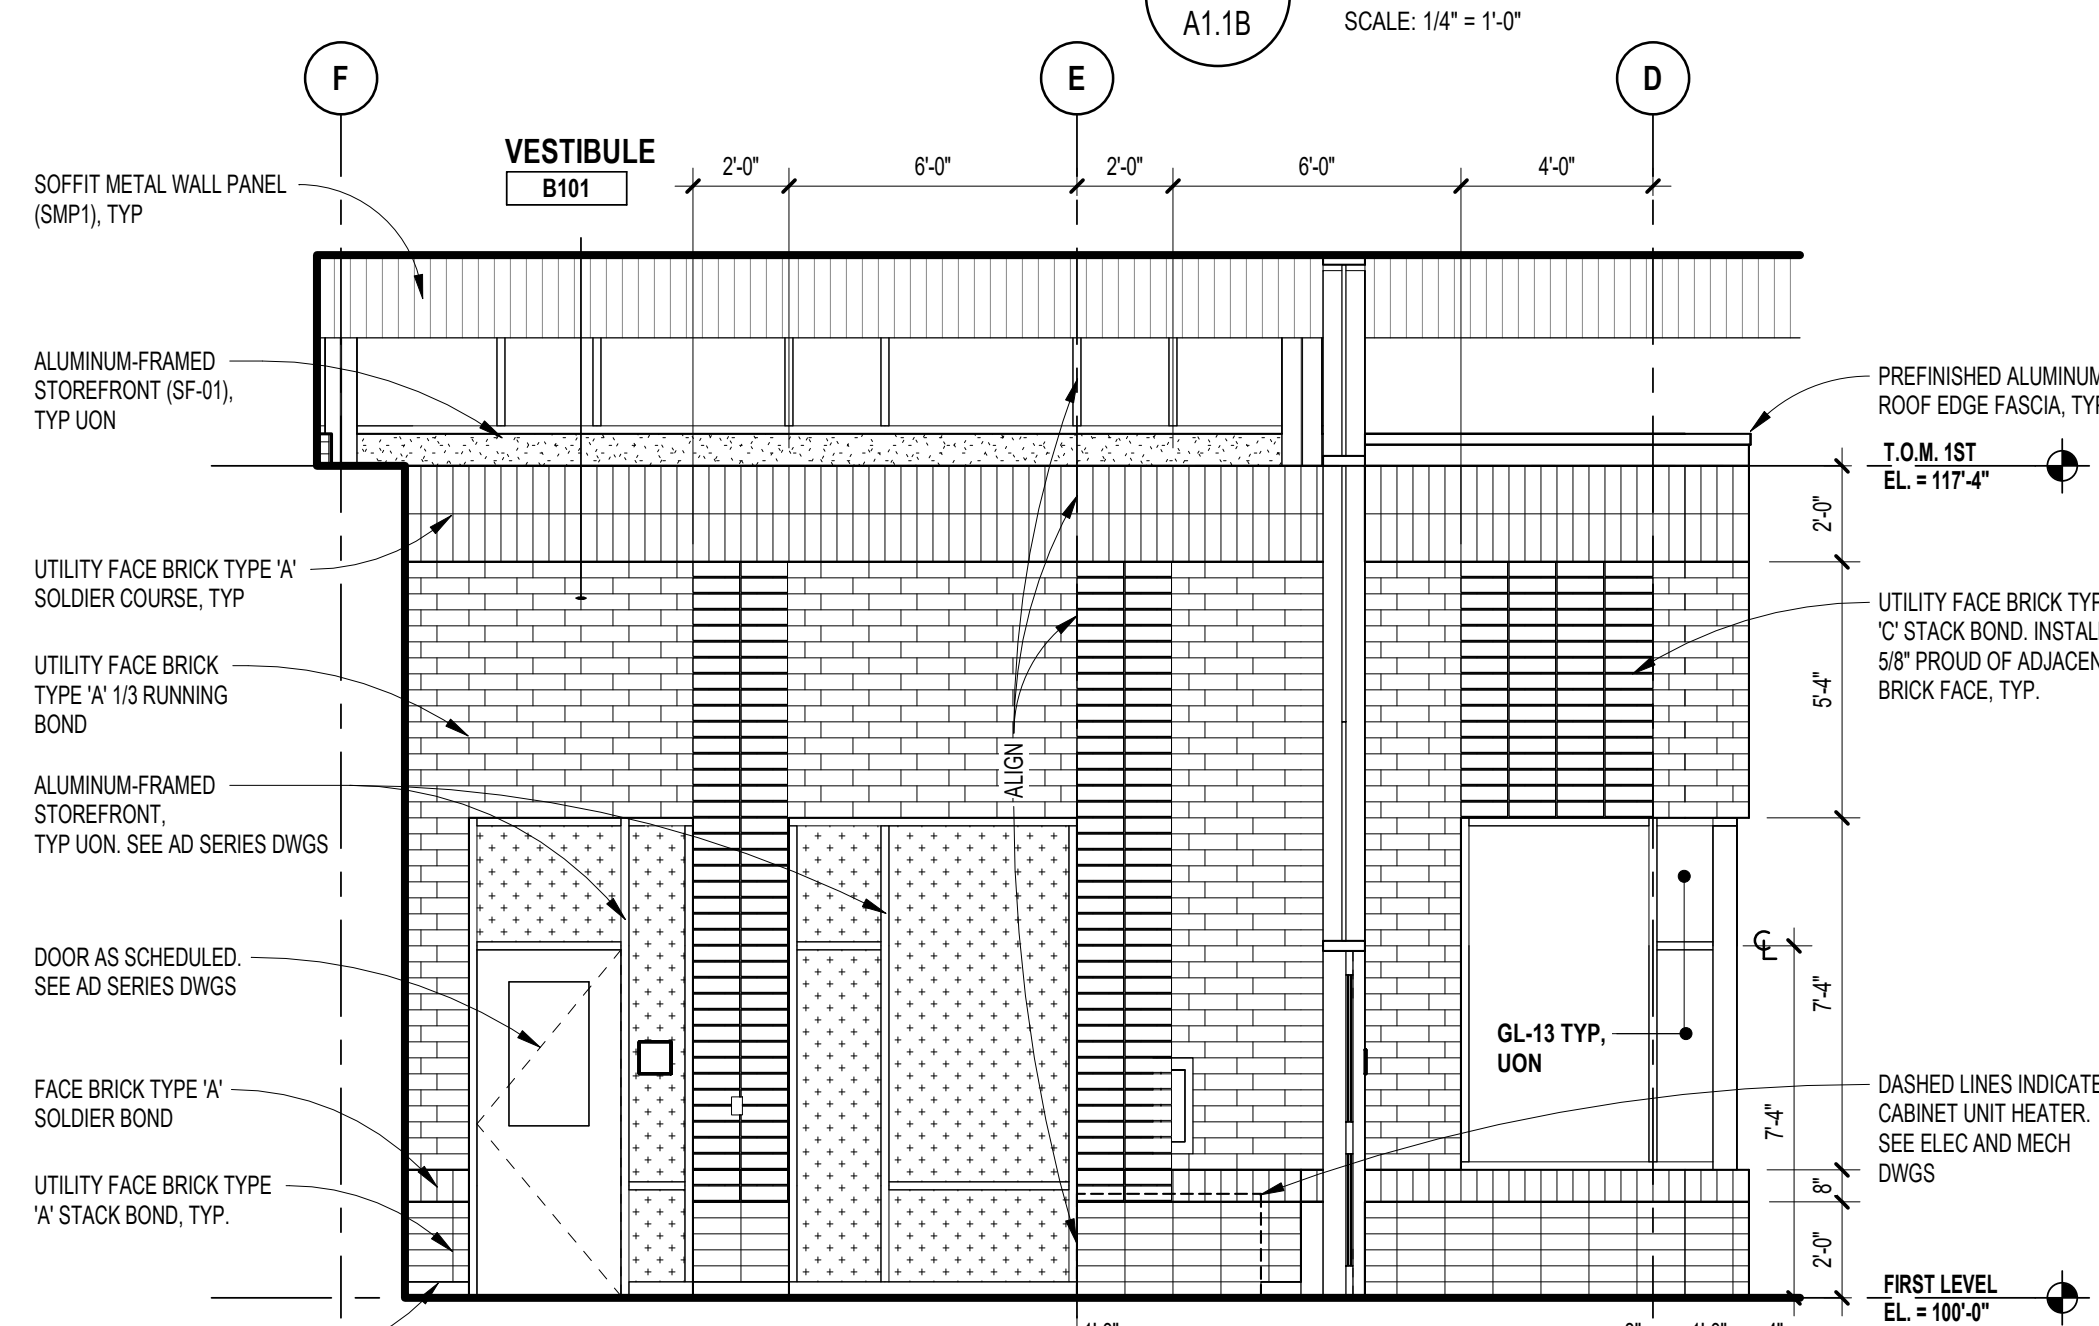 A1.1B
SCALE: 1/4" = 1'-0"
F
E
D
VESTIBULE
B101
2'-0"
6'-0"
2'-0"
6'-0"
4'-0"
SOFFIT METAL WALL PANEL
(SMP1), TYP
ALUMINUM-FRAMED
STOREFRONT (SF-01),
TYP UON
UTILITY FACE BRICK TYPE 'A'
SOLDIER COURSE, TYP
UTILITY FACE BRICK
TYPE 'A' 1/3 RUNNING
BOND
ALUMINUM-FRAMED
STOREFRONT,
TYP UON. SEE AD SERIES DWGS
DOOR AS SCHEDULED.
SEE AD SERIES DWGS
FACE BRICK TYPE 'A'
SOLDIER BOND
UTILITY FACE BRICK TYPE
'A' STACK BOND, TYP.
ALIGN
GL-13 TYP,
UON
PREFINISHED ALUMINUM
ROOF EDGE FASCIA, TYP
T.O.M. 1ST
EL. = 117'-4"
2'-0"
UTILITY FACE BRICK TYP
'C' STACK BOND. INSTAL
5/8" PROUD OF ADJACEN
BRICK FACE, TYP.
5'-4"
CL
7'-4"
7'-4"
DASHED LINES INDICATE
CABINET UNIT HEATER.
SEE ELEC AND MECH
DWGS
8"
2'-0"
FIRST LEVEL
EL. = 100'-0"